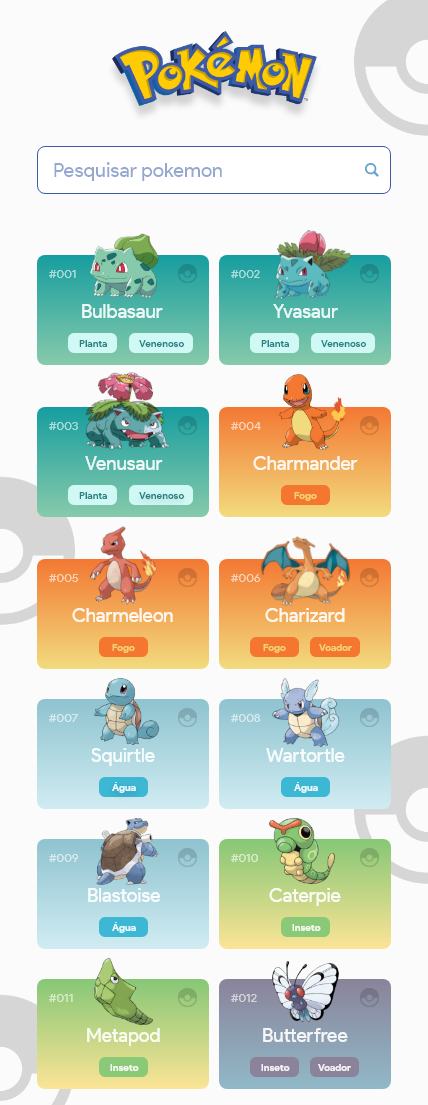 POKéMON
Pesquisar pokemon
#001
Bulbasaur
Planta Venenoso
#002
Yvasaur
Planta Venenoso
#003
Venusaur
Planta Venenoso
#004
Charmander
Fogo
#005
Charmeleon
Fogo
#006
Charizard
Fogo Voador
#007
Squirtle
Água
#008
Wartortle
Água
#009
Blastoise
Água
#010
Caterpie
Inseto
#011
Metapod
Inseto
#012
Butterfree
Inseto Voador